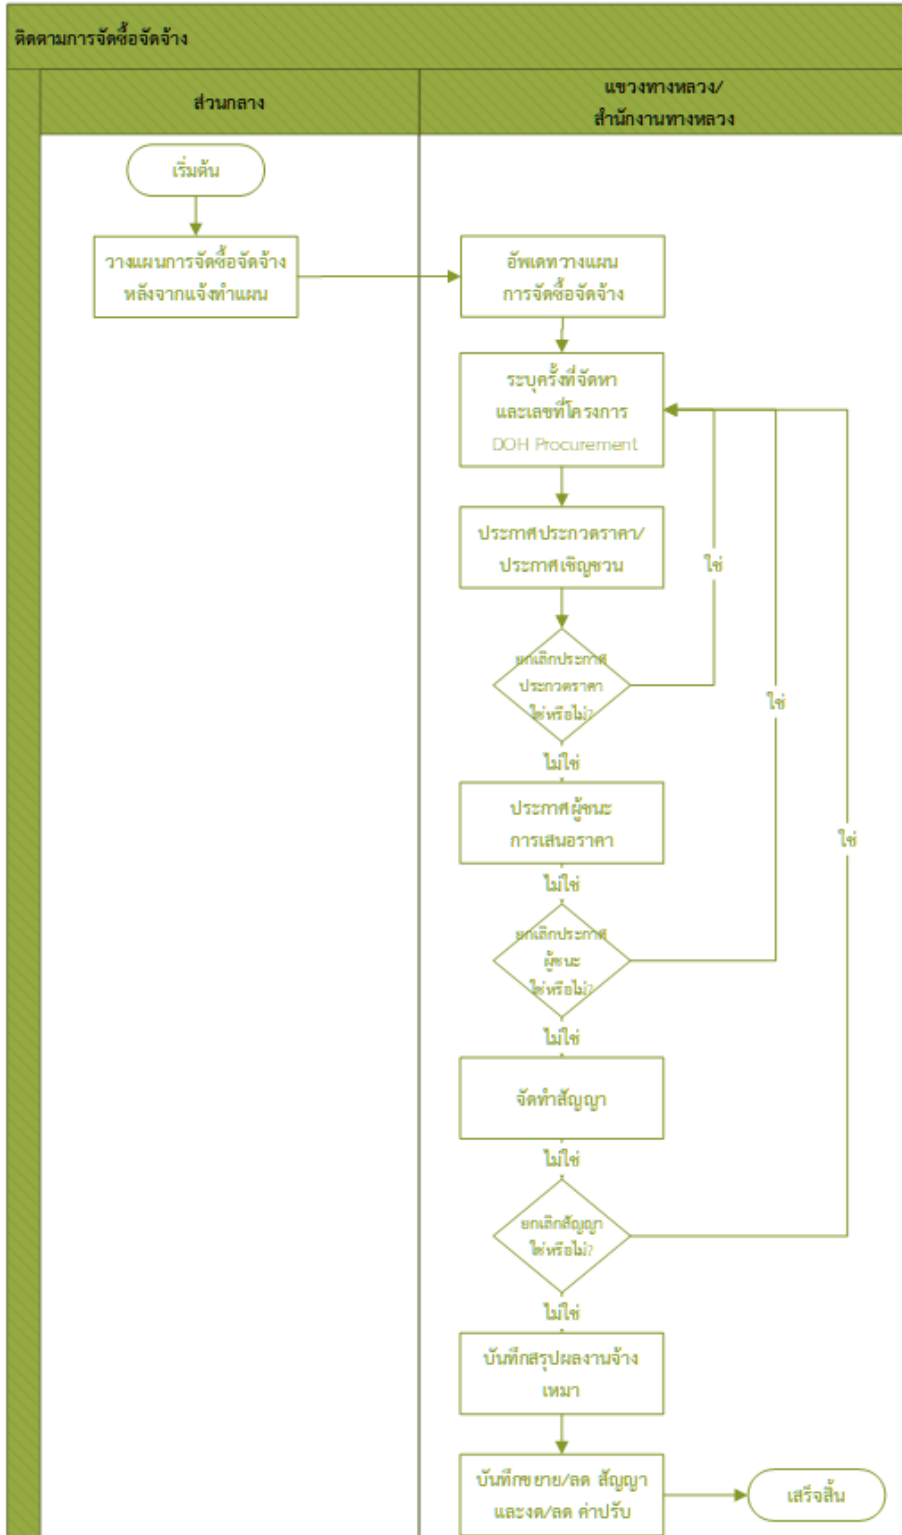 ติดตามการจัดซื้อจัดจ้าง
ส่วนกลาง
แขวงทางหลวง/
สำนักงานทางหลวง
เริ่มต้น
วางแผนการจัดซื้อจัดจ้าง
หลังจากแจ้งทำแผน
อัพเดทวางแผน
การจัดซื้อจัดจ้าง
ระบุครั้งที่จัดหา
และเลขที่โครงการ
DOH Procurement
ประกาศประกวดราคา/
ประกาศเชิญชวน
ใช่
ยกเลิกประกาศ
ประกวดราคา
ใช่หรือไม่?
ใช่
ไม่ใช่
ประกาศผู้ชนะ
การเสนอราคา
ใช่
ไม่ใช่
ยกเลิกประกาศ
ผู้ชนะ
ใช่หรือไม่?
ไม่ใช่
จัดทำสัญญา
ไม่ใช่
ยกเลิกสัญญา
ใช่หรือไม่?
ไม่ใช่
บันทึกสรุปผลงานจ้าง
เหมา
บันทึกขยาย/ลด สัญญา
และงด/ลด ค่าปรับ
เสร็จสิ้น